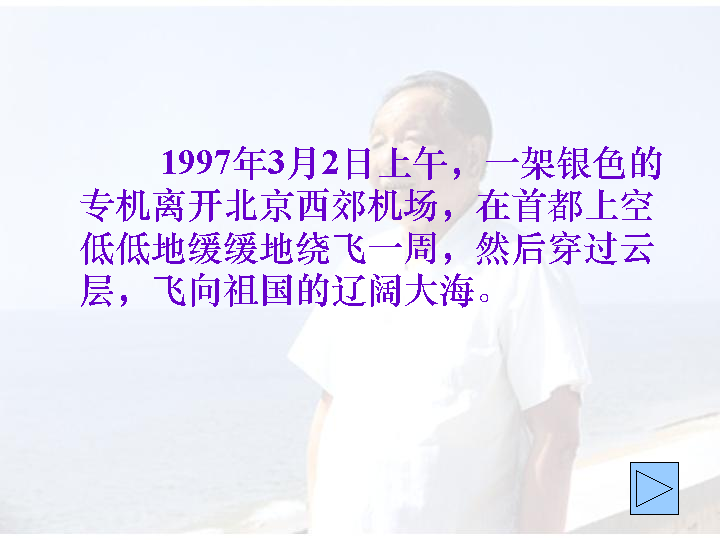 1997年3月2日上午，一架银色的
专机离开北京西郊机场，在首都上空
低低地缓缓地绕飞一周，然后穿过云
层，飞向祖国的辽阔大海。